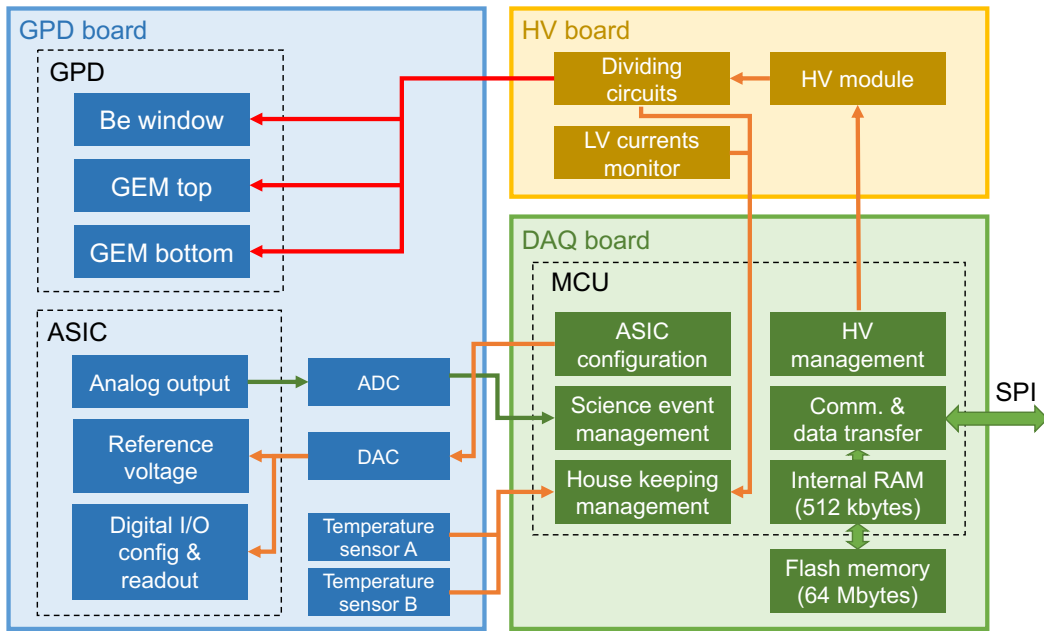 GPD board
GPD
Be window
GEM top
GEM bottom
ASIC
Analog output
Reference
voltage
Digital I/O
config &
readout
ADC
DAC
Temperature
sensor A
Temperature
sensor B
HV board
Dividing
circuits
HV module
LV currents
monitor
DAQ board
MCU
ASIC
configuration
HV
management
Science event
management
Comm. &
data transfer
House keeping
management
Internal RAM
(512 kbytes)
Flash memory
(64 Mbytes)
SPI